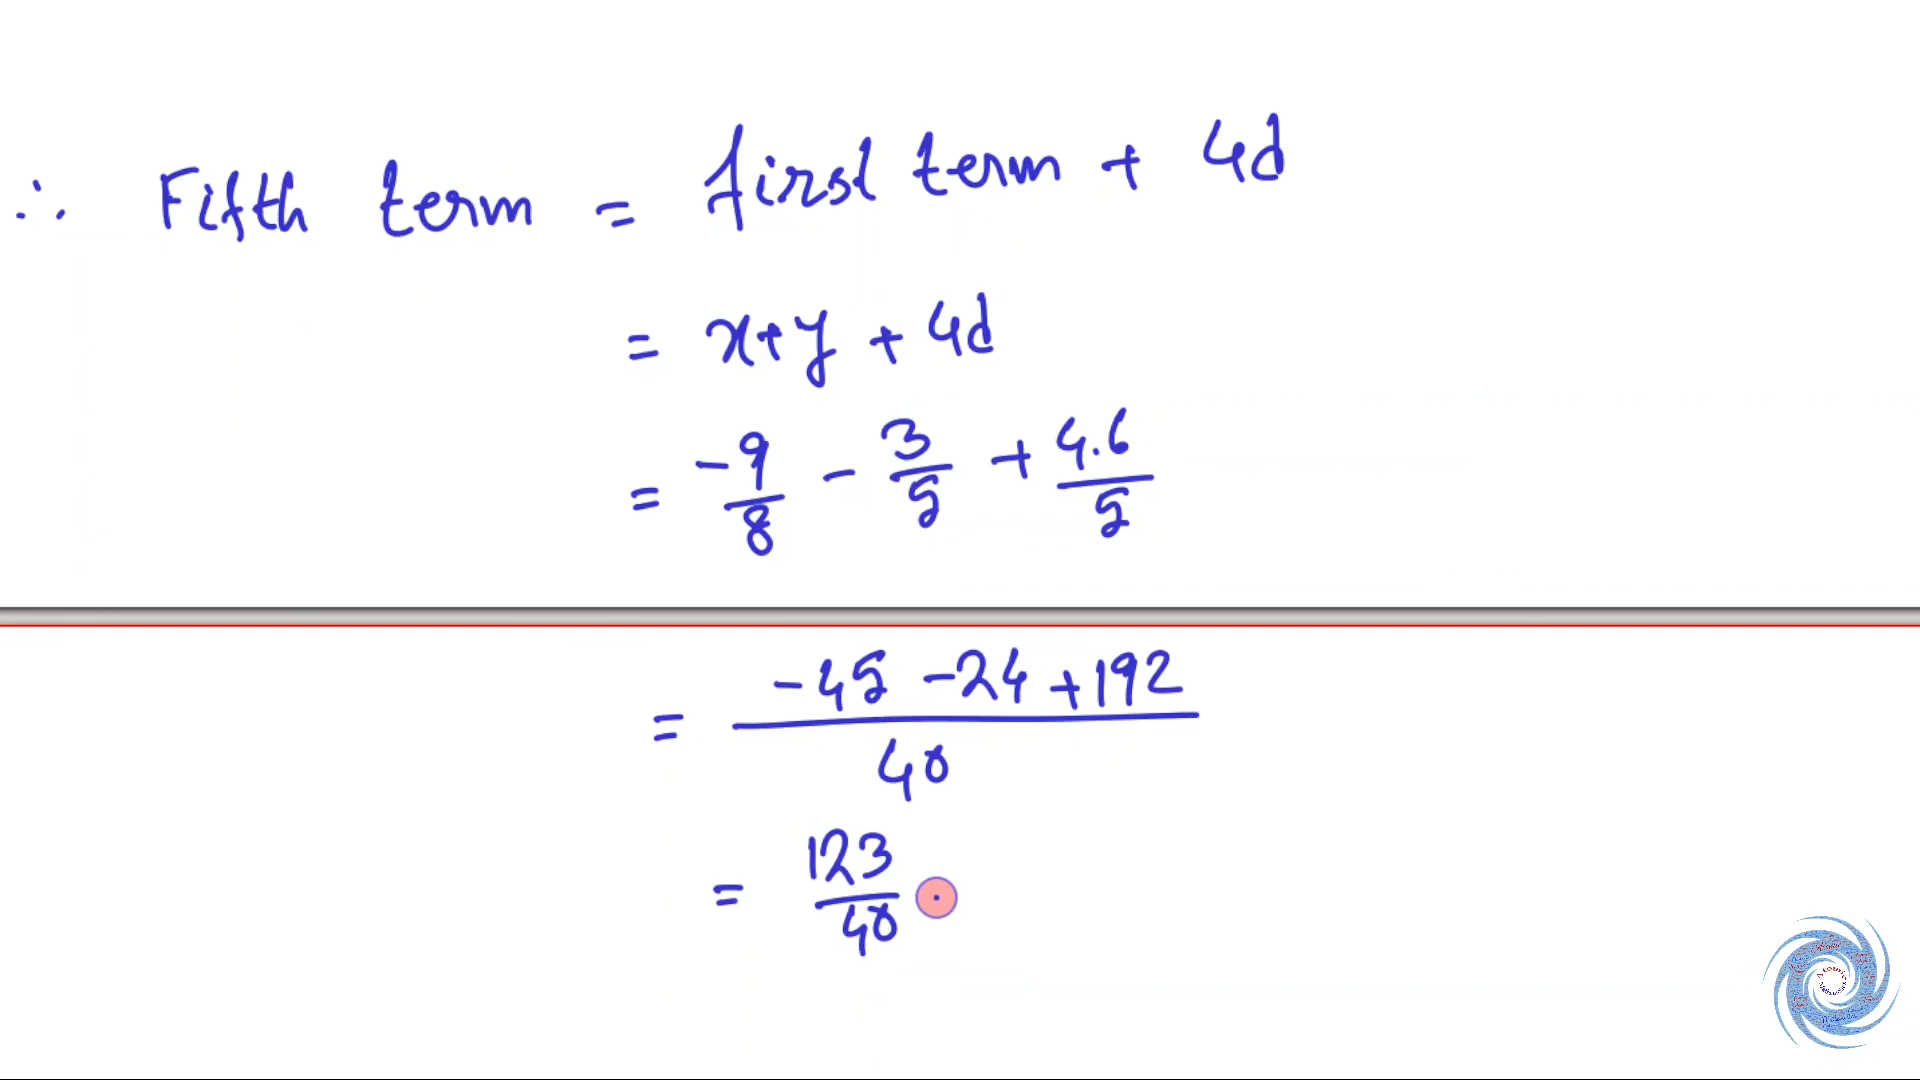 ∴ Fifth term = first term + 4d
= x+y + 4d
= -9/8 - 3/5 + 4.6/5
= (-45 -24 +192)/40
= 123/40